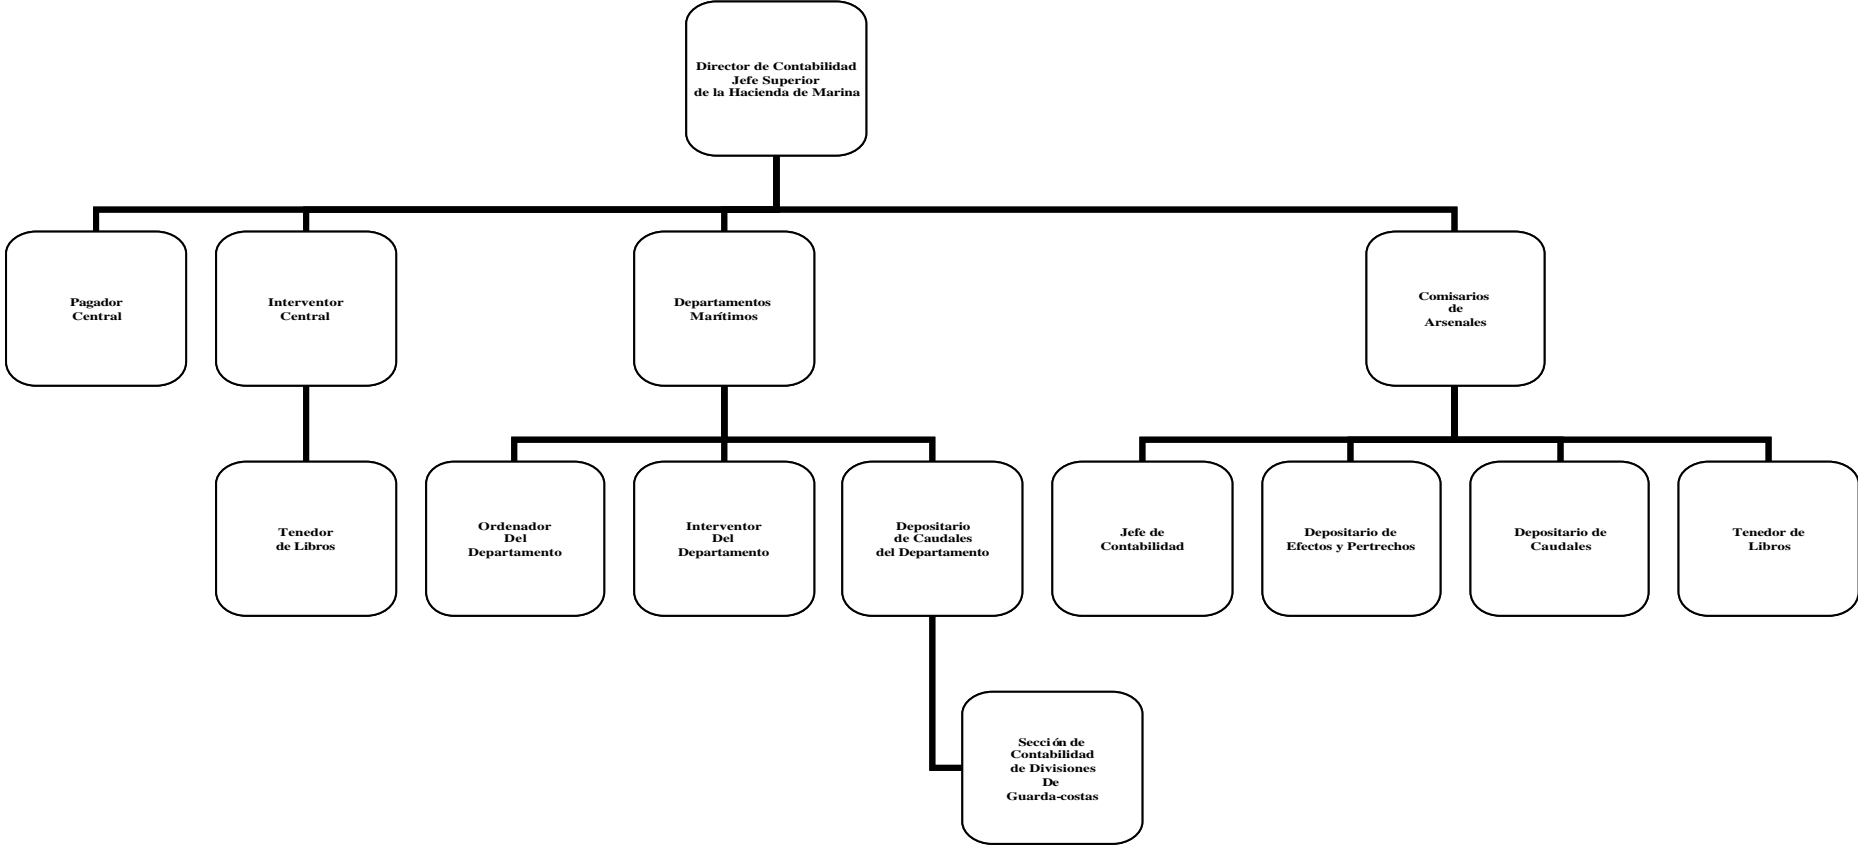 Director de Contabilidad
Jefe Superior
de la Hacienda de Marina
Pagador
Central
Interventor
Central
Departamentos
Marítimos
Comisarios
de
Arsenales
Tenedor
de Libros
Ordenador
Del
Departamento
Interventor
Del
Departamento
Depositario
de Caudales
del Departamento
Jefe de
Contabilidad
Depositario de
Efectos y Pertrechos
Depositario de
Caudales
Tenedor de
Libros
Sección de
Contabilidad
de Divisiones
De
Guarda-costas